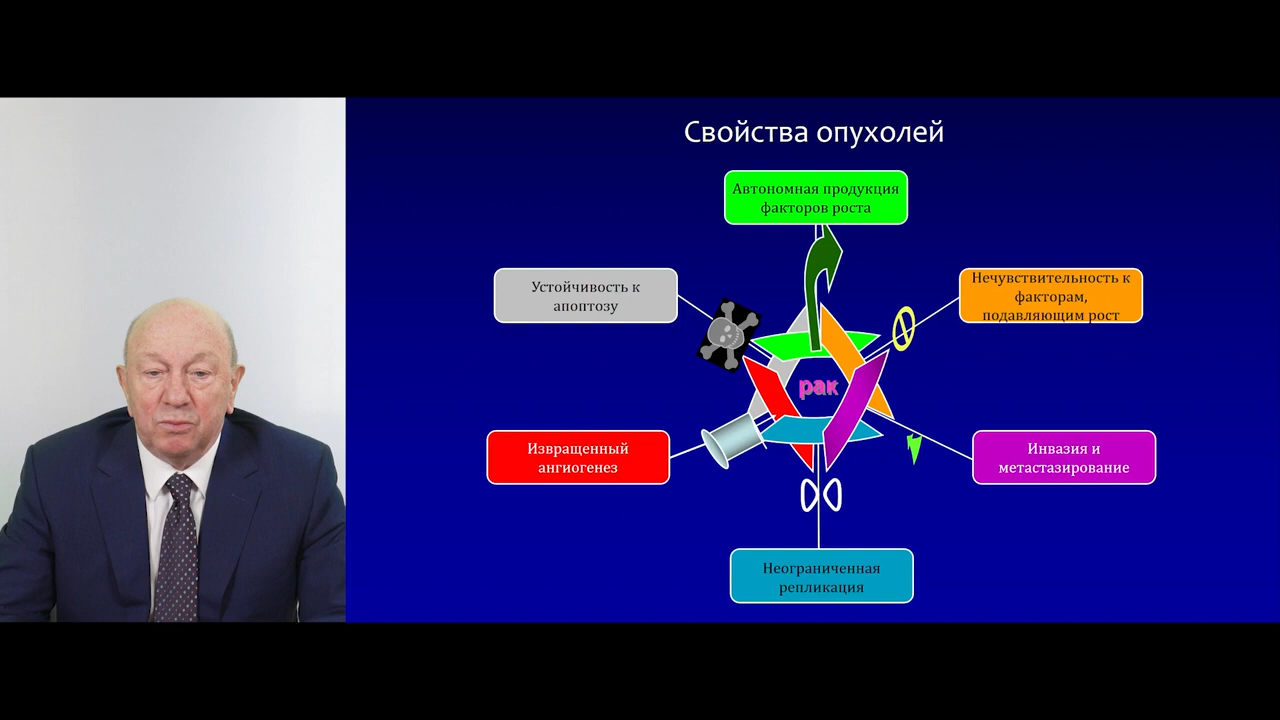 Свойства опухолей
Автономная продукция
факторов роста
Устойчивость к
апоптозу
Нечувствительность к
факторам,
подавляющим рост
рак
Извращенный
ангиогенез
Инвазия и
метастазирование
Неограниченная
репликация